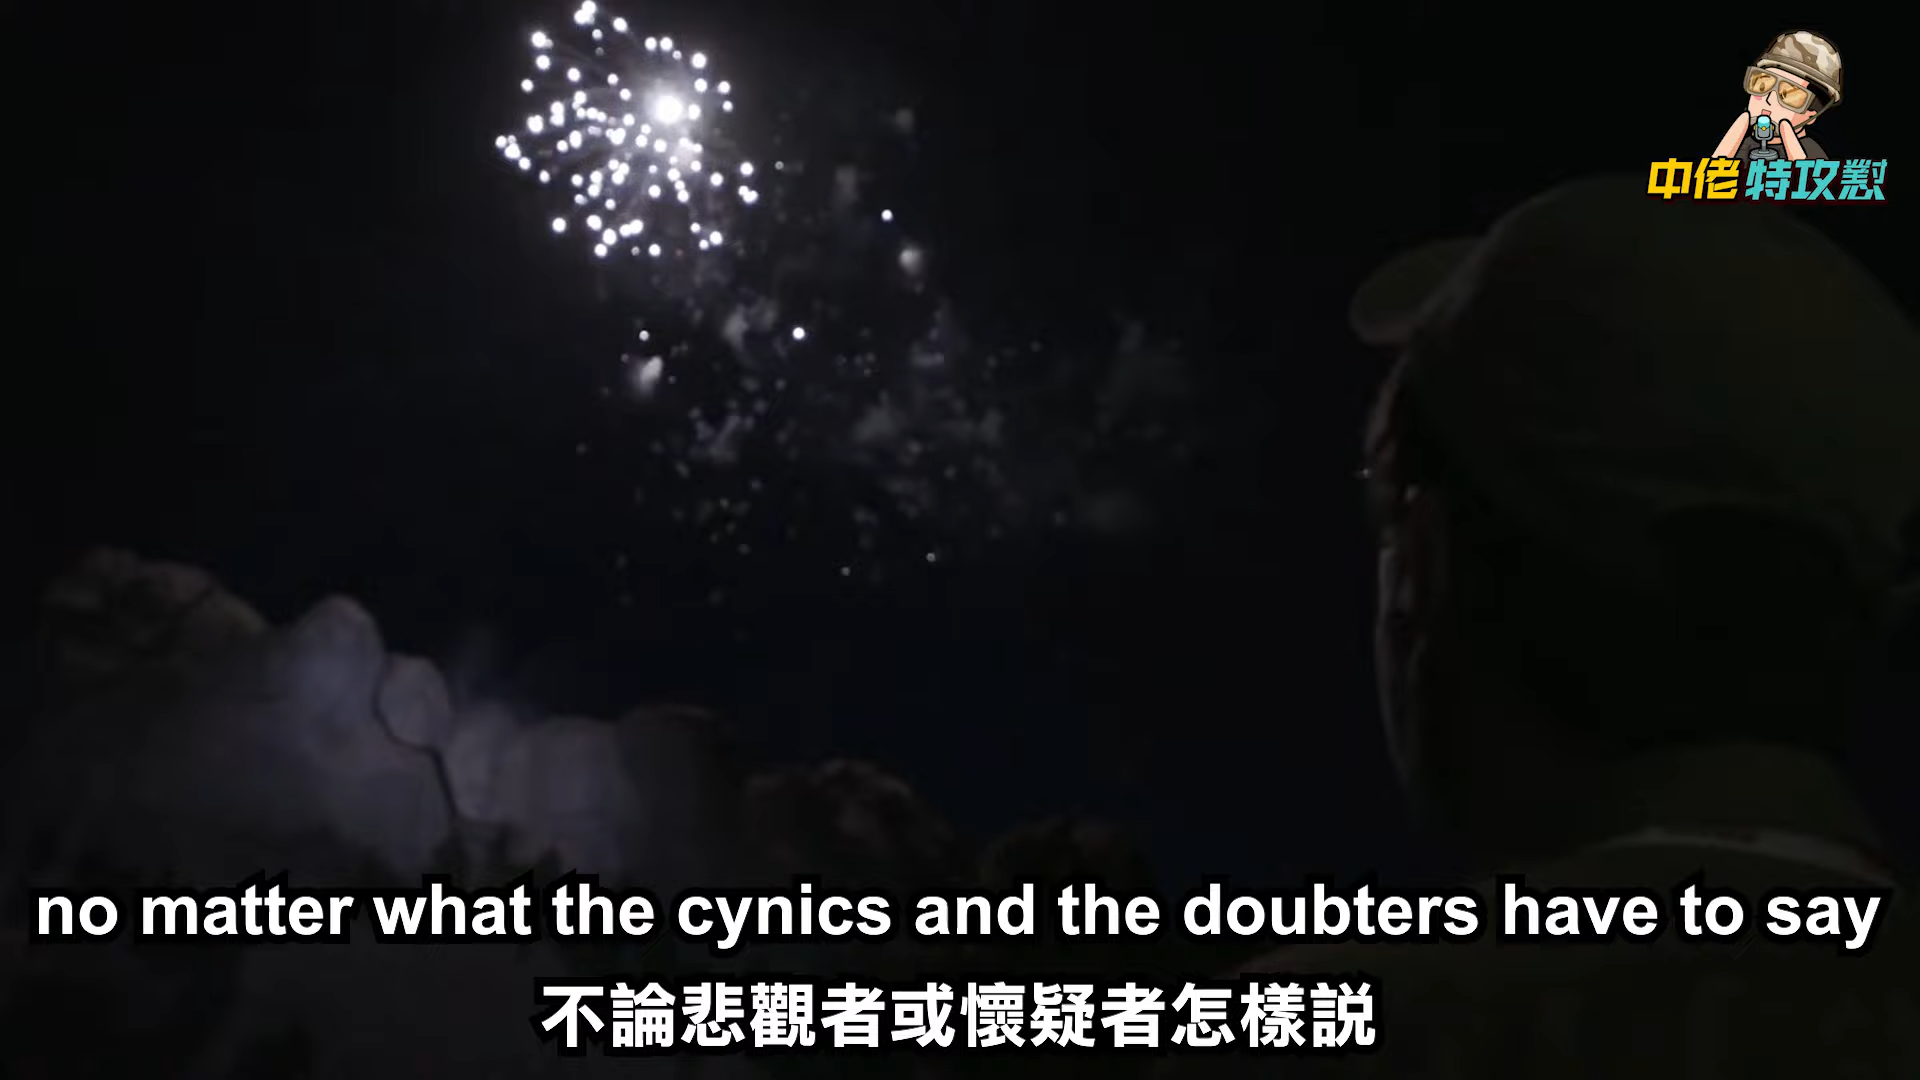 中佬特攻懟
no matter what the cynics and the doubters have to say
不論悲觀者或懷疑者怎樣説